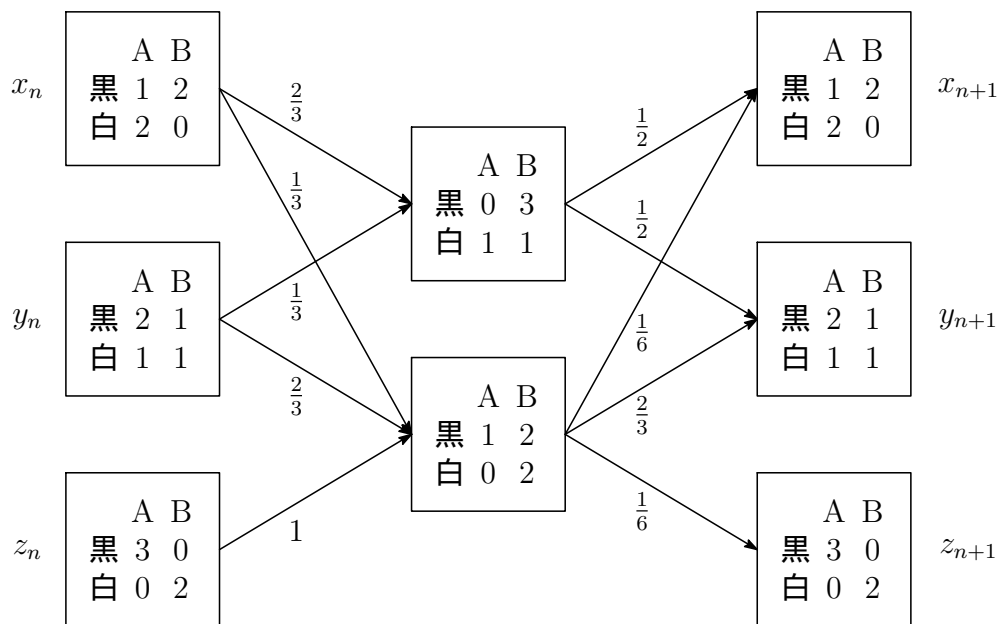 A B
x_n 黒 1 2
白 2 0
2/3
1/3
A B
y_n 黒 2 1
白 1 1
1/3
2/3
A B
z_n 黒 3 0
白 0 2
1
A B
黒 0 3
白 1 1
A B
黒 1 2
白 0 2
1/2
1/2
1/6
2/3
1/6
A B
黒 1 2 x_{n+1}
白 2 0
A B
黒 2 1 y_{n+1}
白 1 1
A B
黒 3 0 z_{n+1}
白 0 2